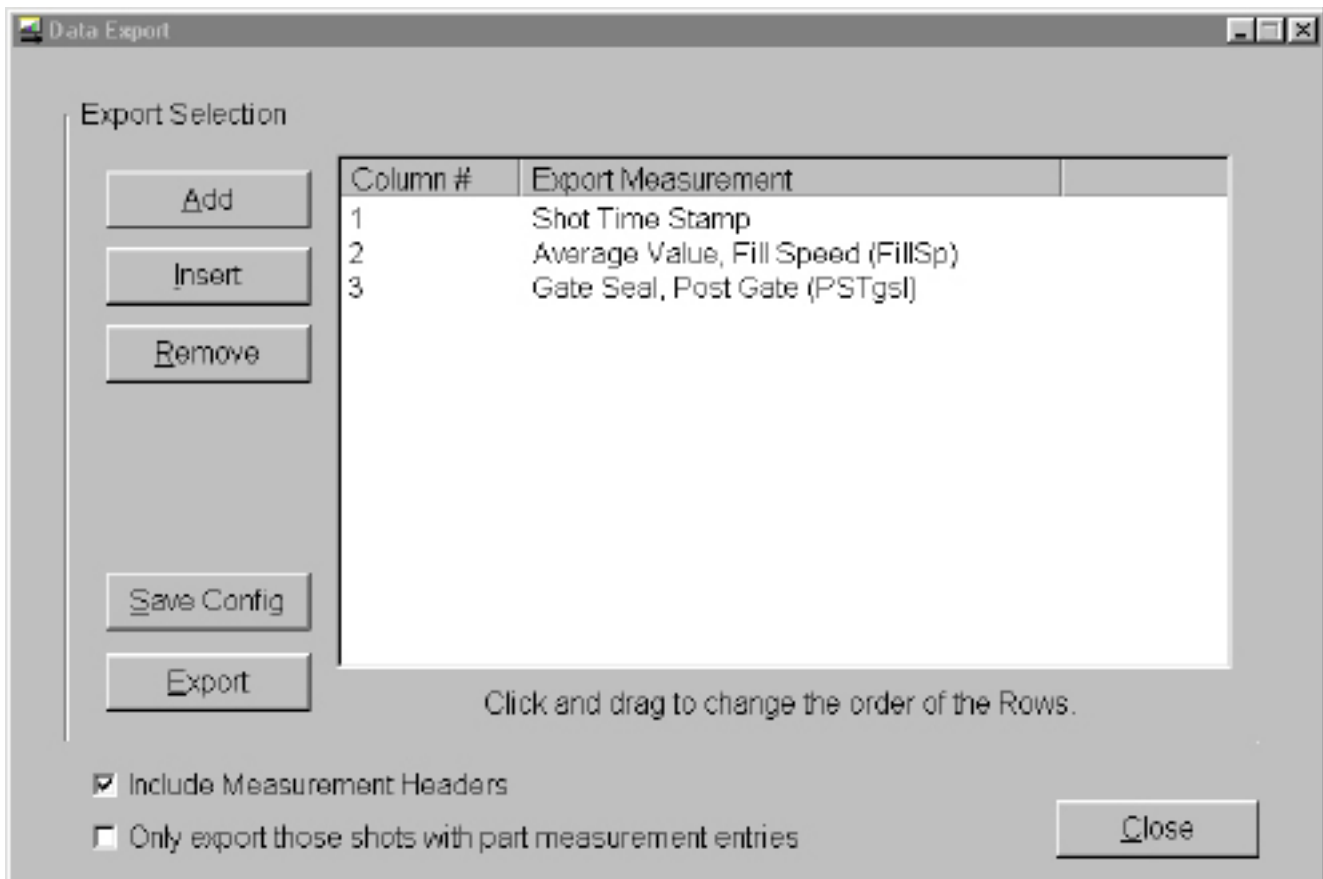 Data Export
Export Selection
Add
Insert
Remove
Save Config
Export
Column # Export Measurement
1 Shot Time Stamp
2 Average Value, Fill Speed (FillSp)
3 Gate Seal, Post Gate (PSTgsl)
Click and drag to change the order of the Rows.
Include Measurement Headers
Only export those shots with part measurement entries
Close